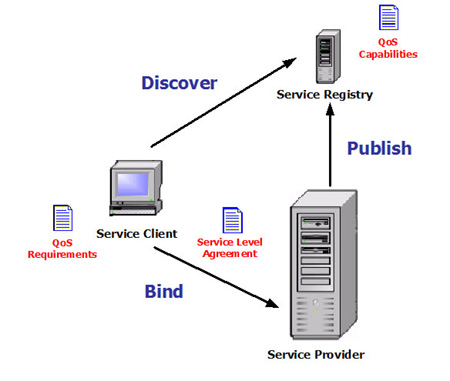 QoS
Capabilities
Discover
Service Registry
Publish
QoS
Requirements
Service Client
Service Level
Agreement
Bind
Service Provider